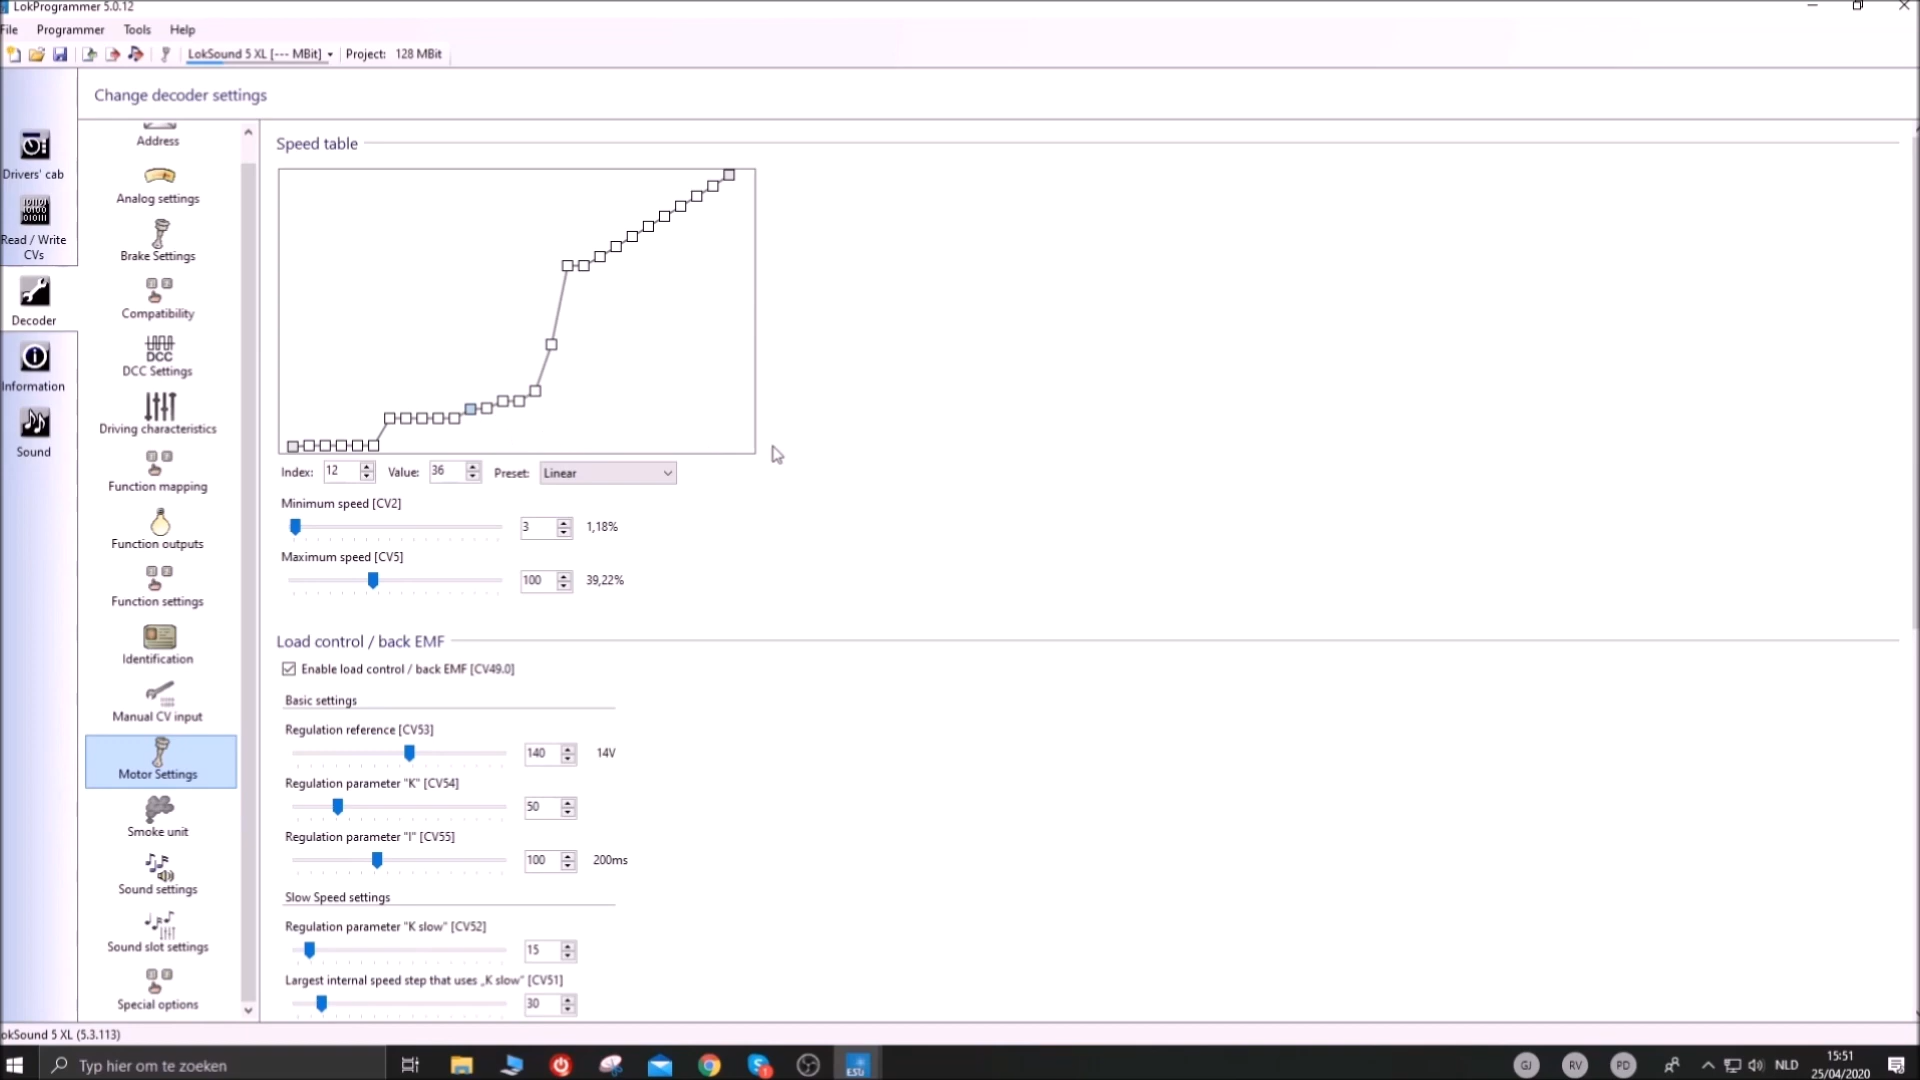 LokProgrammer 5.0.12
File Programmer Tools Help
LokSound 5 XL [--- MBit] Project: 128 MBit
Change decoder settings
Drivers' cab
Read / Write
CVs
Decoder
Information
Sound
Address
Analog settings
Brake Settings
Compatibility
DCC
DCC Settings
Driving characteristics
Function mapping
Function outputs
Function settings
Identification
Manual CV input
Motor Settings
Smoke unit
Sound settings
Sound slot settings
Special options
Speed table
Index: 12 Value: 36 Preset: Linear
Minimum speed [CV2]
3 1,18%
Maximum speed [CV5]
100 39,22%
Load control / back EMF
Enable load control / back EMF [CV49.0]
Basic settings
Regulation reference [CV53]
140 14V
Regulation parameter "K" [CV54]
50
Regulation parameter "I" [CV55]
100 200ms
Slow Speed settings
Regulation parameter "K slow" [CV52]
15
Largest internal speed step that uses „K slow" [CV51]
30
okSound 5 XL (5.3.113)
Typ hier om te zoeken
ESU
GJ RV PD
NLD
15:51
25/04/2020